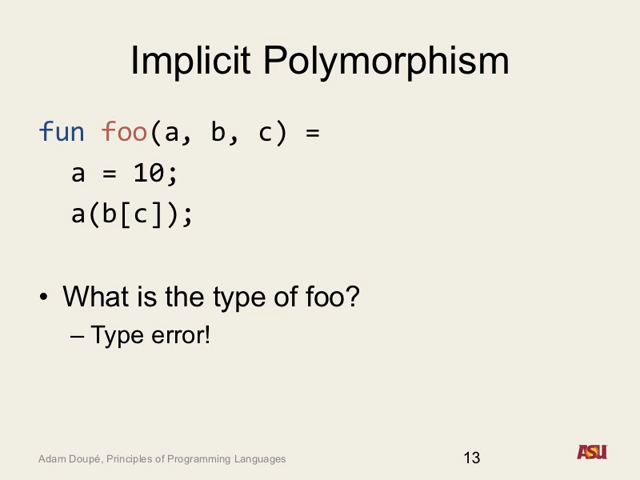 Implicit Polymorphism
fun foo(a, b, c) =
a = 10;
a(b[c]);
• What is the type of foo?
– Type error!
Adam Doupé, Principles of Programming Languages
13
ASU